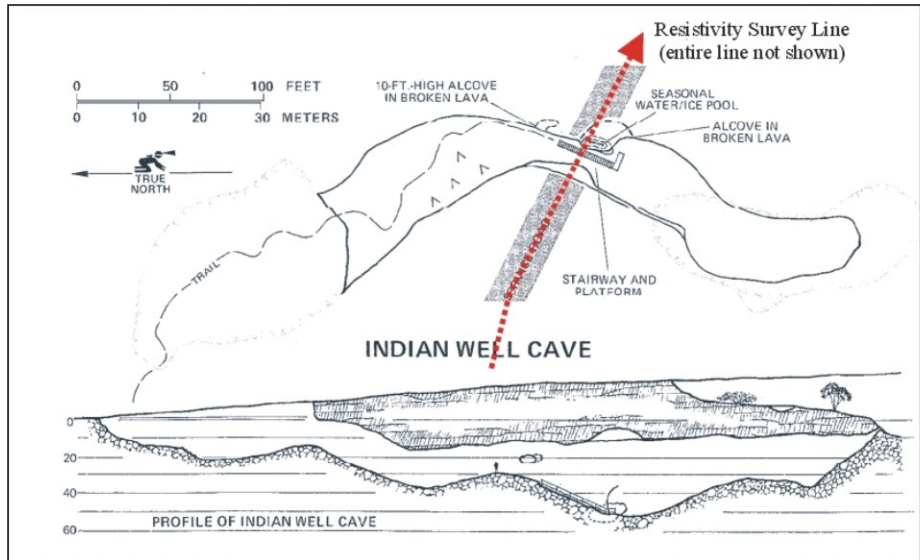 Resistivity Survey Line
(entire line not shown)
0 50 100 FEET
0 10 20 30 METERS
10-FT.-HIGH ALCOVE
IN BROKEN LAVA
SEASONAL
WATER/ICE POOL
ALCOVE IN
BROKEN LAVA
TRUE
NORTH
TRAIL
STAIRWAY AND
PLATFORM
INDIAN WELL CAVE
0
20
40
60
PROFILE OF INDIAN WELL CAVE